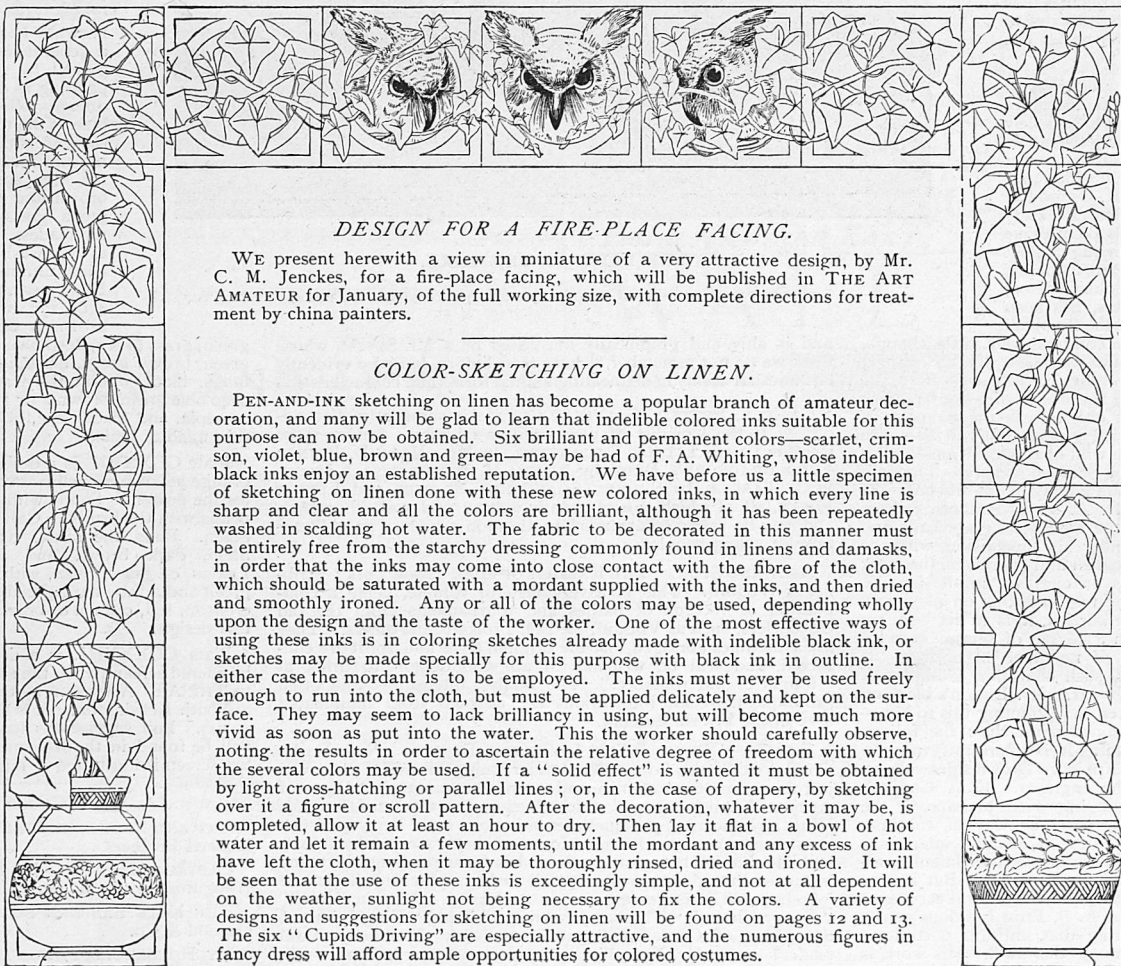 DESIGN FOR A FIRE-PLACE FACING.
WE present herewith a view in miniature of a very attractive design, by Mr.
C. M. Jenckes, for a fire-place facing, which will be published in THE ART
AMATEUR for January, of the full working size, with complete directions for treat-
ment by china painters.
COLOR-SKETCHING ON LINEN.
PEN-AND-INK sketching on linen has become a popular branch of amateur dec-
oration, and many will be glad to learn that indelible colored inks suitable for this
purpose can now be obtained. Six brilliant and permanent colors—scarlet, crim-
son, violet, blue, brown and green—may be had of F. A. Whiting, whose indelible
black inks enjoy an established reputation. We have before us a little specimen
of sketching on linen done with these new colored inks, in which every line is
sharp and clear and all the colors are brilliant, although it has been repeatedly
washed in scalding hot water. The fabric to be decorated in this manner must
be entirely free from the starchy dressing commonly found in linens and damasks,
in order that the inks may come into close contact with the fibre of the cloth,
which should be saturated with a mordant supplied with the inks, and then dried
and smoothly ironed. Any or all of the colors may be used, depending wholly
upon the design and the taste of the worker. One of the most effective ways of
using these inks is in coloring sketches already made with indelible black ink, or
sketches may be made specially for this purpose with black ink in outline. In
either case the mordant is to be employed. The inks must never be used freely
enough to run into the cloth, but must be applied delicately and kept on the sur-
face. They may seem to lack brilliancy in using, but will become much more
vivid as soon as put into the water. This the worker should carefully observe,
noting the results in order to ascertain the relative degree of freedom with which
the several colors may be used. If a “solid effect” is wanted it must be obtained
by light cross-hatching or parallel lines; or, in the case of drapery, by sketching
over it a figure or scroll pattern. After the decoration, whatever it may be, is
completed, allow it at least an hour to dry. Then lay it flat in a bowl of hot
water and let it remain a few moments, until the mordant and any excess of ink
have left the cloth, when it may be thoroughly rinsed, dried and ironed. It will
be seen that the use of these inks is exceedingly simple, and not at all dependent
on the weather, sunlight not being necessary to fix the colors. A variety of
designs and suggestions for sketching on linen will be found on pages 12 and 13.
The six “Cupids Driving” are especially attractive, and the numerous figures in
fancy dress will afford ample opportunities for colored costumes.